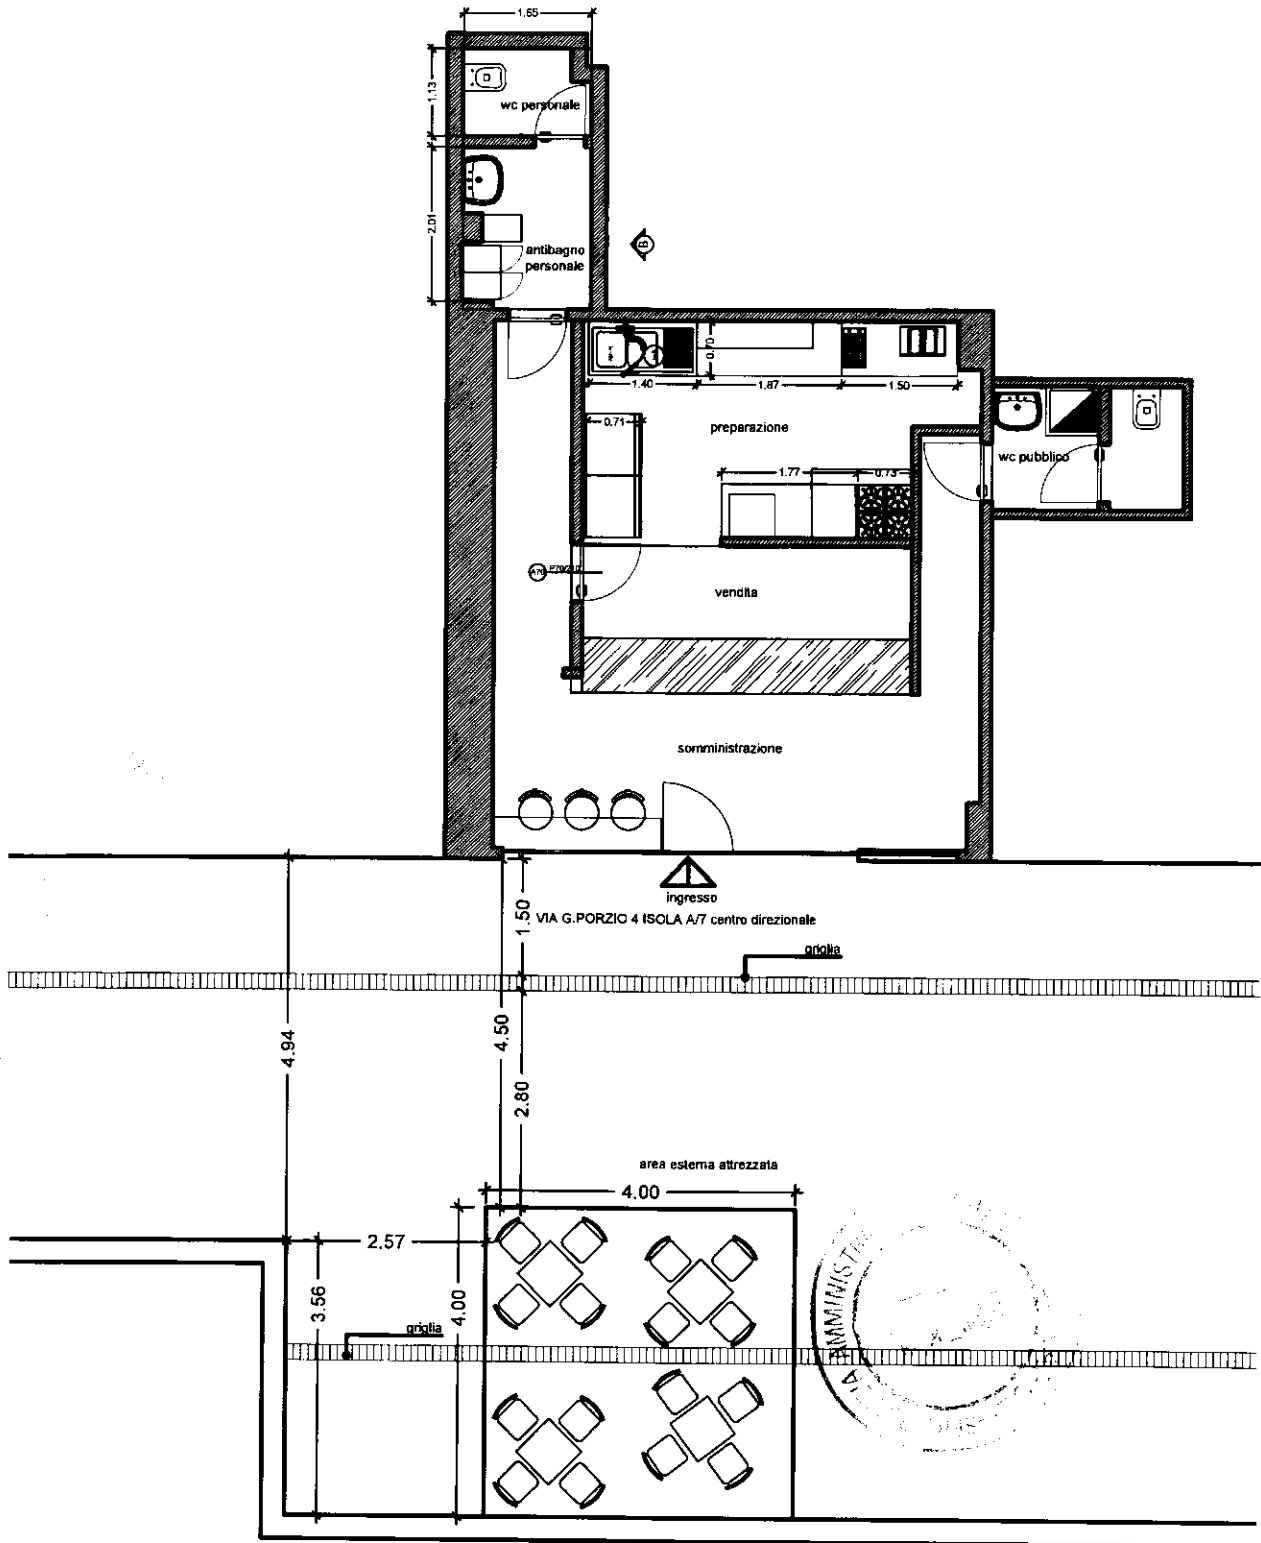 1.65
1.13
wc personale
2.01
antibagno
personale
B
0.70
1.40
1.87
1.50
0.71
preparazione
wc pubblico
1.77
0.73
A70
vendita
somministrazione
ingresso
VIA G.PORZIO 4 ISOLA A/7 centro direzionale
1.50
griglia
4.94
4.50
2.80
area esterna attrezzata
4.00
2.57
3.56
4.00
griglia
AMMINISTR